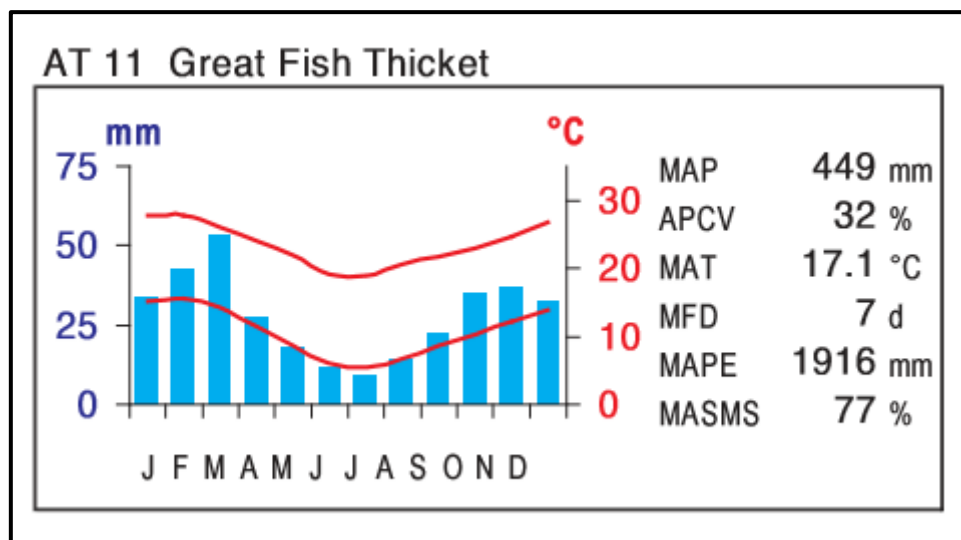 AT 11 Great Fish Thicket
mm
°C
75
50
25
0
30
20
10
0
J F M A M J J A S O N D
MAP 449 mm
APCV 32 %
MAT 17.1 °C
MFD 7 d
MAPE 1916 mm
MASMS 77 %